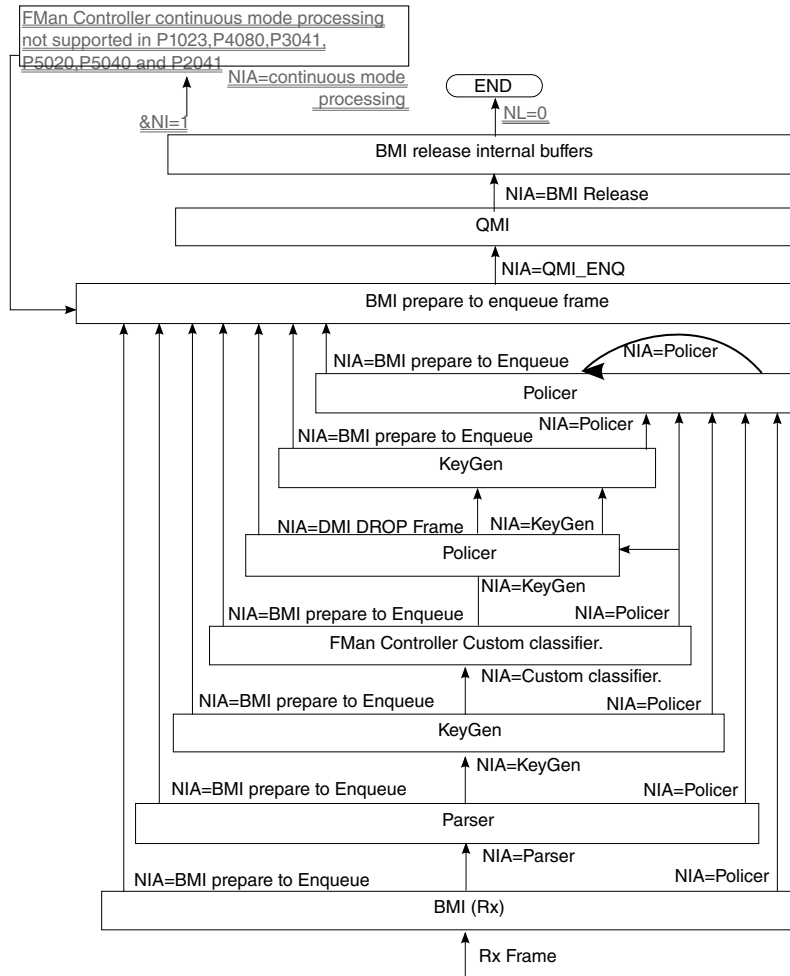 FMan Controller continuous mode processing
not supported in P1023,P4080,P3041,
P5020,P5040 and P2041
NIA=continuous mode
processing
END
&NI=1
NL=0
BMI release internal buffers
NIA=BMI Release
QMI
NIA=QMI_ENQ
BMI prepare to enqueue frame
NIA=BMI prepare to Enqueue
NIA=Policer
Policer
NIA=BMI prepare to Enqueue
NIA=Policer
KeyGen
NIA=DMI DROP Frame
NIA=KeyGen
Policer
NIA=KeyGen
NIA=BMI prepare to Enqueue
NIA=Policer
FMan Controller Custom classifier.
NIA=Custom classifier.
NIA=BMI prepare to Enqueue
NIA=Policer
KeyGen
NIA=KeyGen
NIA=BMI prepare to Enqueue
NIA=Policer
Parser
NIA=Parser
NIA=BMI prepare to Enqueue
NIA=Policer
BMI (Rx)
Rx Frame